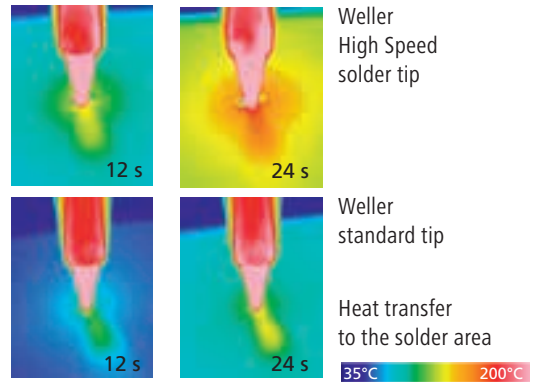 12 s
24 s
Weller
High Speed
solder tip
12 s
24 s
Weller
standard tip
Heat transfer
to the solder area
35°C
200°C